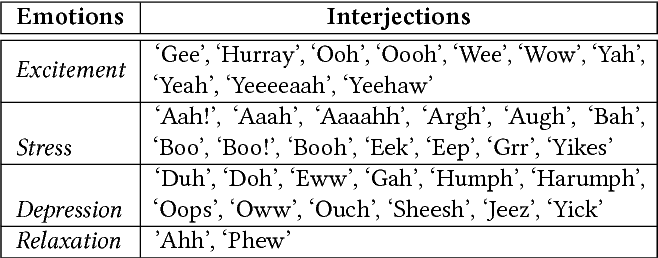 Emotions Interjections
Excitement ‘Gee’, ‘Hurray’, ‘Ooh’, ‘Oooh’, ‘Wee’, ‘Wow’, ‘Yah’,
‘Yeah’, ‘Yeeeeaah’, ‘Yeehaw’
‘Aah!’, ‘Aaah’, ‘Aaaahh’, ‘Argh’, ‘Augh’, ‘Bah’,
Stress ‘Boo’, ‘Boo!’, ‘Booh’, ‘Eek’, ‘Eep’, ‘Grr’, ‘Yikes’
‘Duh’, ‘Doh’, ‘Eww’, ‘Gah’, ‘Humph’, ‘Harumph’,
Depression ‘Oops’, ‘Oww’, ‘Ouch’, ‘Sheesh’, ‘Jeez’, ‘Yick’
Relaxation ’Ahh’, ‘Phew’